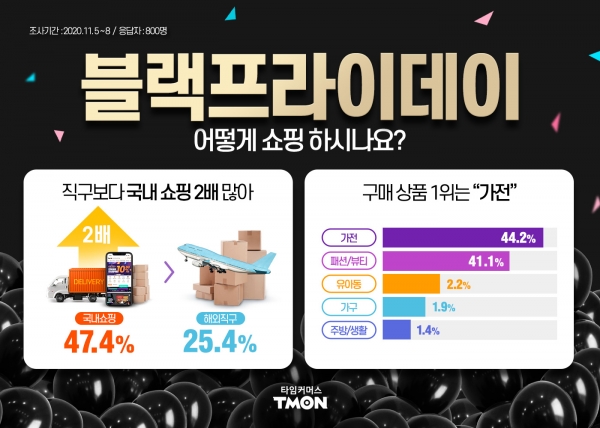 조사기간 : 2020.11.5~8 / 응답자 : 800명
블랙프라이데이
어떻게 쇼핑 하시나요?
직구보다 국내 쇼핑 2배 많아
2배
DELIVERY
국내쇼핑
47.4%
해외직구
25.4%
구매 상품 1위는 “가전”
가전 44.2%
패션/뷰티 41.1%
유아동 2.2%
가구 1.9%
주방/생활 1.4%
타임커머스
TMON